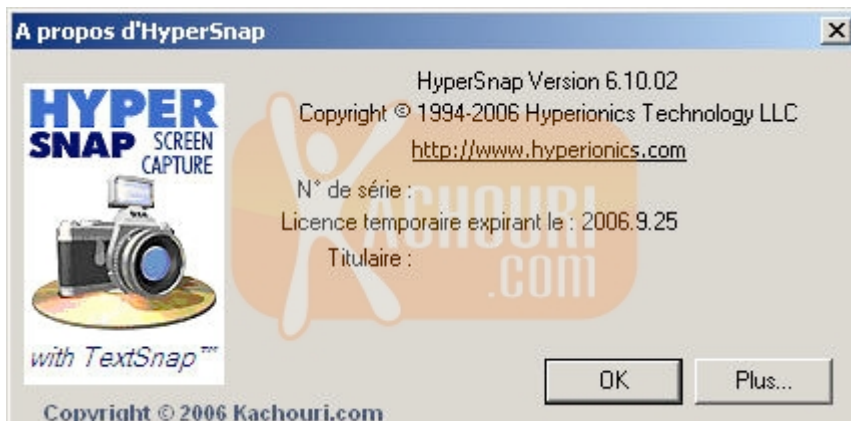 A propos d'HyperSnap
HYPER
SNAP SCREEN
CAPTURE
with TextSnap™
HyperSnap Version 6.10.02
Copyright © 1994-2006 Hyperionics Technology LLC
http://www.hyperionics.com
N° de série :
Licence temporaire expirant le : 2006.9.25
Titulaire :
KACHOURI
.com
OK
Plus...
Copyright © 2006 Kachouri.com